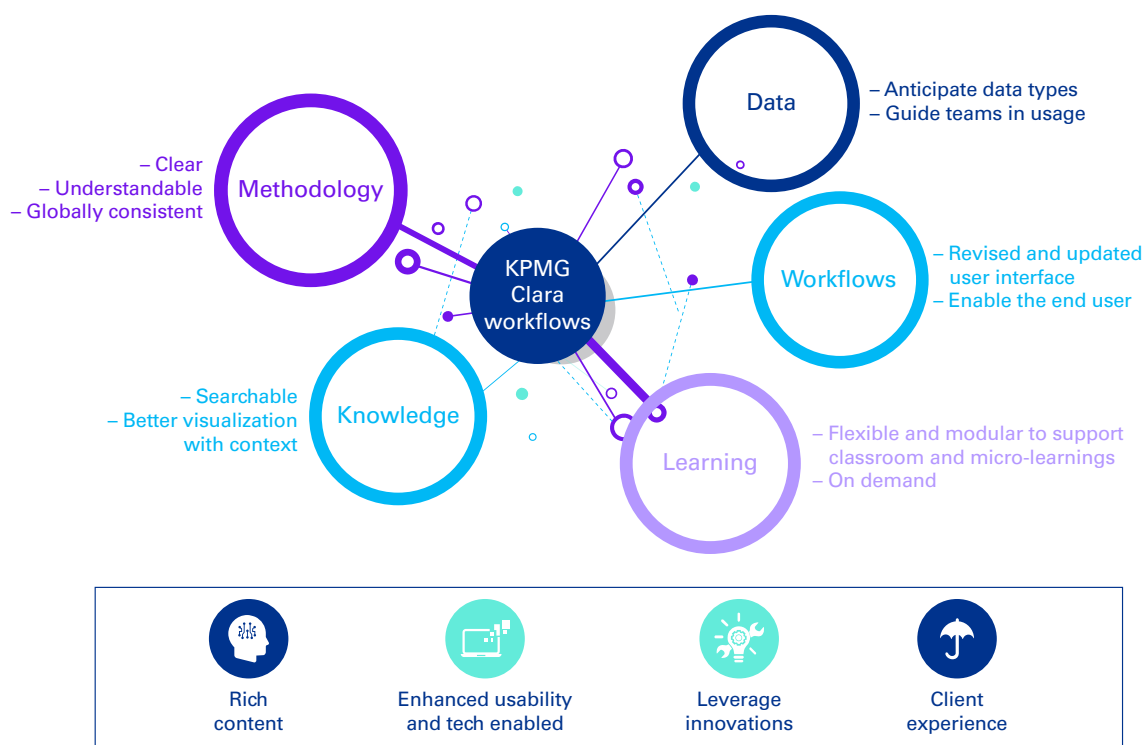 Data
– Anticipate data types
– Guide teams in usage
– Clear
– Understandable
– Globally consistent
Methodology
KPMG
Clara
workflows
Workflows
– Revised and updated
user interface
– Enable the end user
– Searchable
– Better visualization
with context
Knowledge
Learning
– Flexible and modular to support
classroom and micro-learnings
– On demand
Rich
content
Enhanced usability
and tech enabled
Leverage
innovations
Client
experience